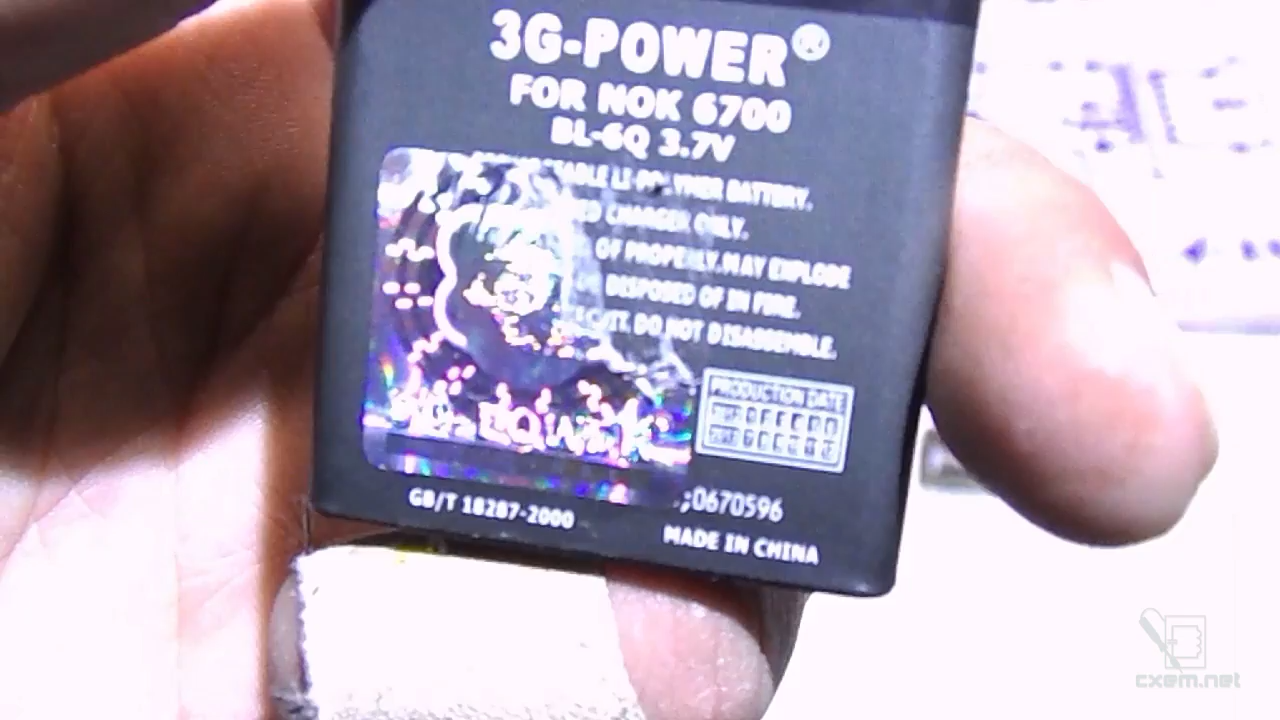 3G-POWER®
FOR NOK 6700
BL-6Q 3.7V
LI-POLYMER BATTERY.
CHARGER ONLY.
OF PROPERLY.MAY EXPLODE
DISPOSED OF IN FIRE.
DO NOT DISASSEMBLE.
PRODUCTION DATE
;0670596
GB/T 18287-2000
MADE IN CHINA
cxem.net